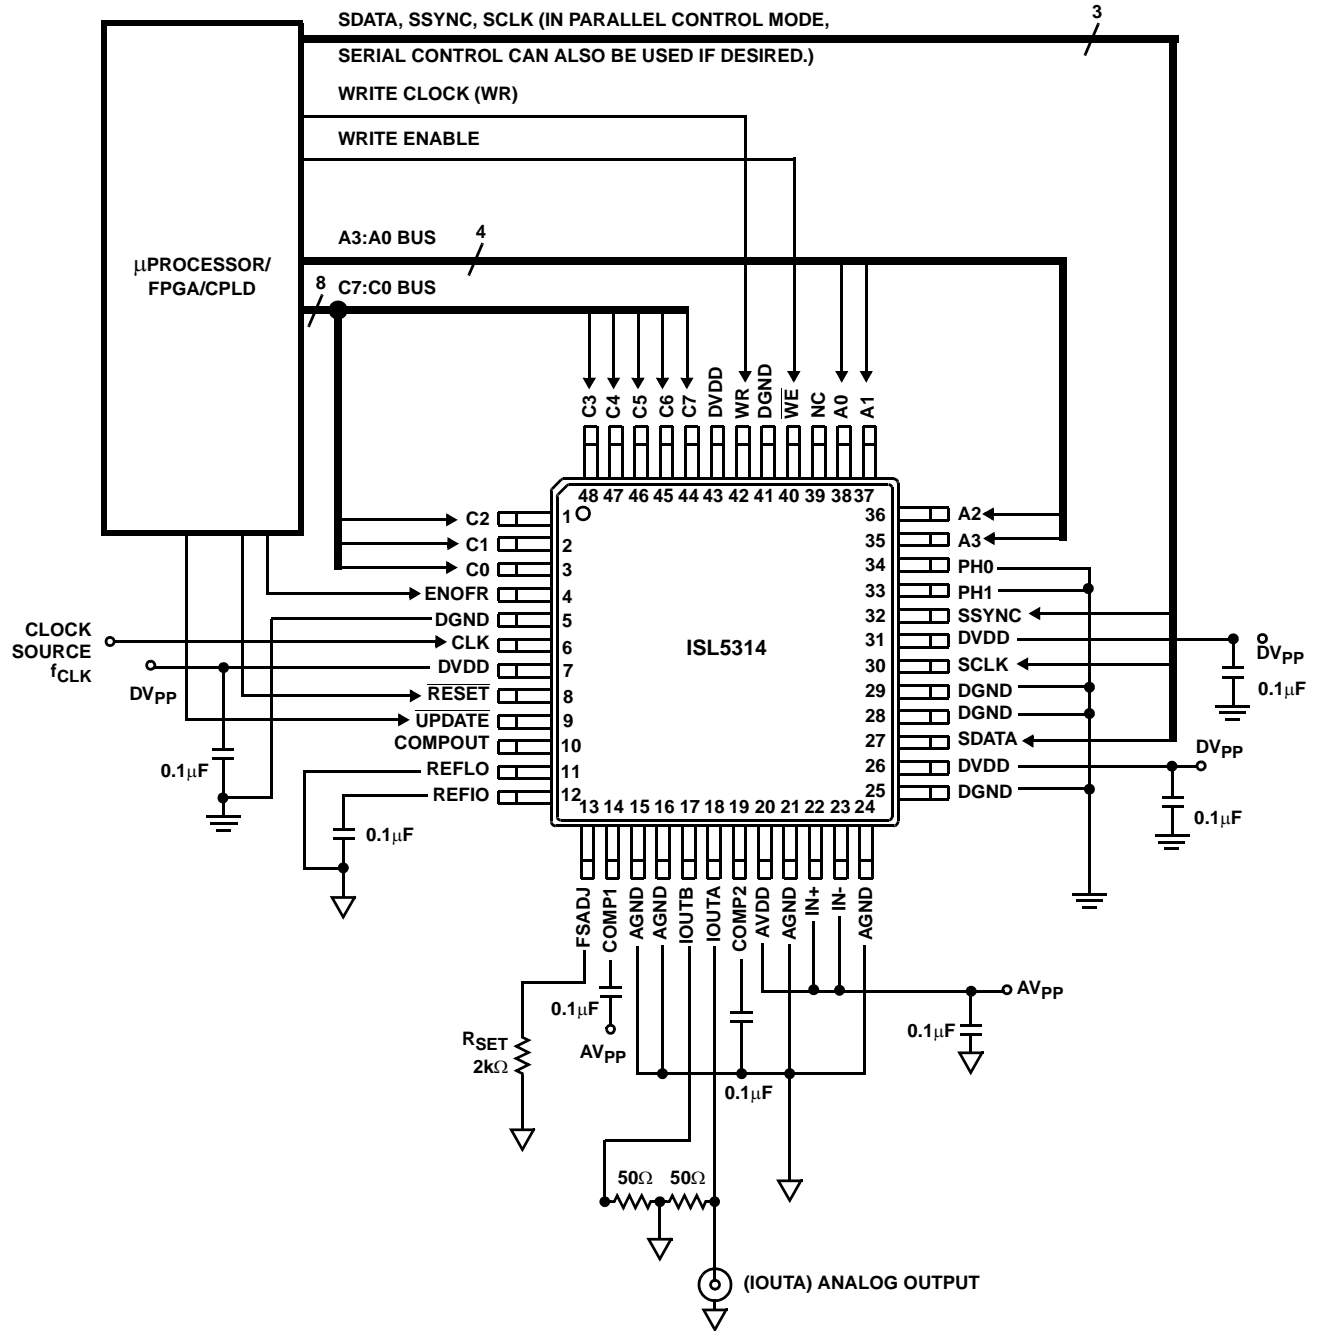 SDATA, SSYNC, SCLK (IN PARALLEL CONTROL MODE,
3
SERIAL CONTROL CAN ALSO BE USED IF DESIRED.)
WRITE CLOCK (WR)
WRITE ENABLE
A3:A0 BUS
4
μPROCESSOR/
FPGA/CPLD
8
C7:C0 BUS
C3
C4
C5
C6
C7
DVDD
WR
DGND
WE
NC
A0
A1
48 47 46 45 44 43 42 41 40 39 38 37
C2
C1
C0
ENOFR
DGND
CLK
DVDD
RESET
UPDATE
COMPOUT
REFLO
REFIO
1
2
3
4
5
6
7
8
9
10
11
12
ISL5314
36
35
34
33
32
31
30
29
28
27
26
25
A2
A3
PH0
PH1
SSYNC
DVDD
SCLK
DGND
DGND
SDATA
DVDD
DGND
CLOCK
SOURCE
fCLK
DVPP
0.1μF
0.1μF
DVPP
0.1μF
DVPP
0.1μF
13 14 15 16 17 18 19 20 21 22 23 24
FSADJ
COMP1
AGND
AGND
IOUTB
IOUTA
COMP2
AVDD
AGND
IN+
IN-
AGND
RSET
2kΩ
0.1μF
AVPP
0.1μF
AVPP
0.1μF
50Ω 50Ω
(IOUTA) ANALOG OUTPUT